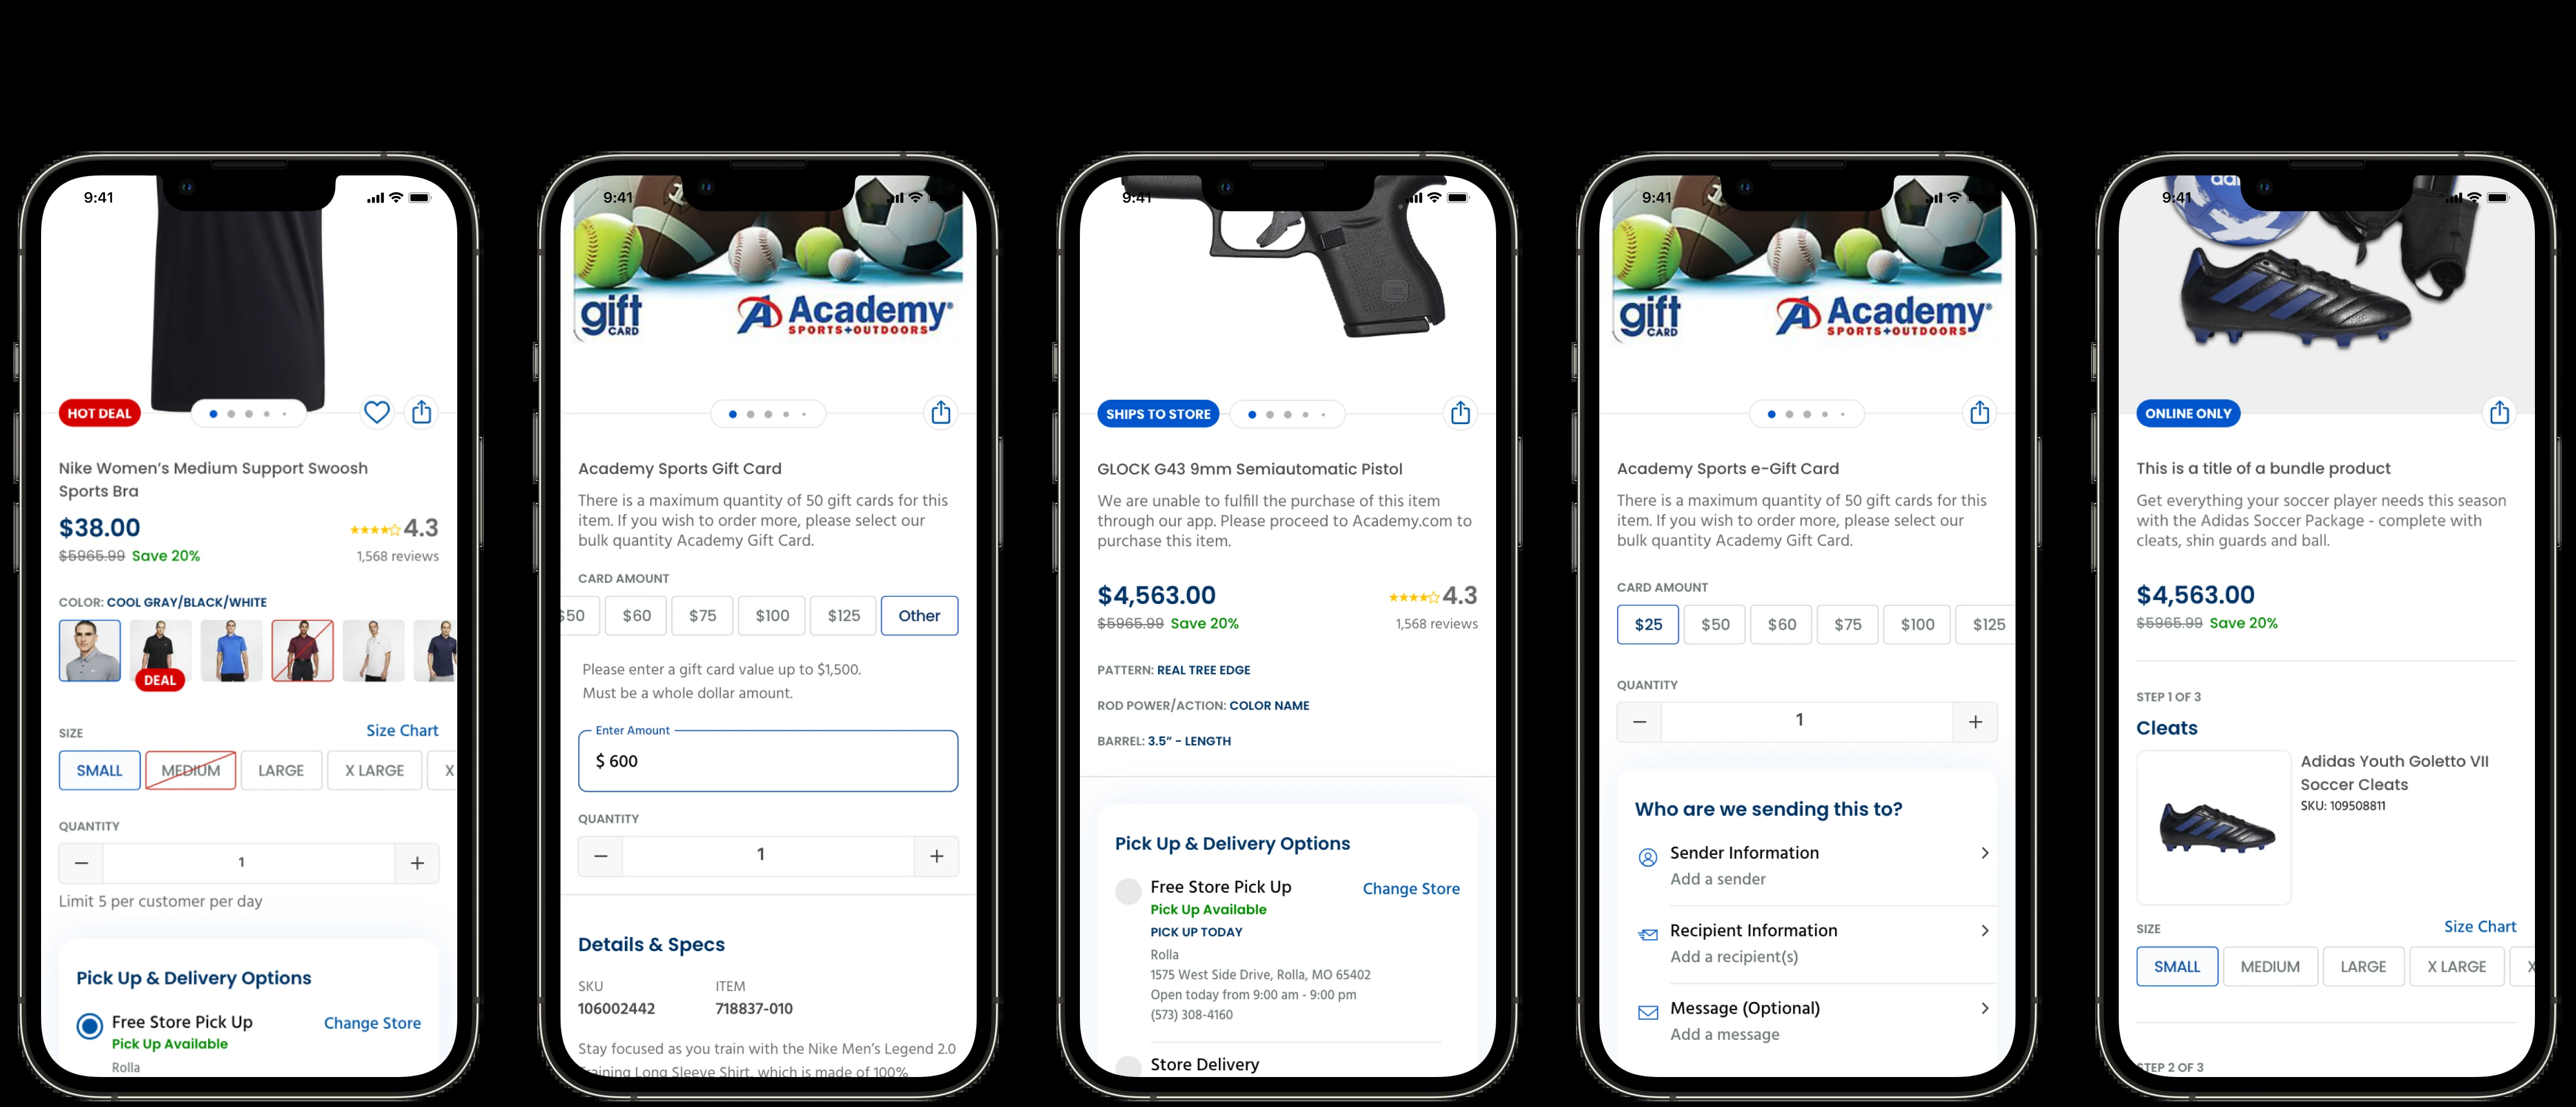 9:41
HOT DEAL
Nike Women's Medium Support Swoosh
Sports Bra
$38.00
4.3
$5965.99 Save 20%
1,568 reviews
COLOR: COOL GRAY/BLACK/WHITE
DEAL
SIZE
Size Chart
SMALL
MEDIUM
LARGE
X LARGE
X
QUANTITY
1
Limit 5 per customer per day
Pick Up & Delivery Options
Free Store Pick Up
Change Store
Pick Up Available
Rolla
9:41
gift
CARD
Academy
SPORTS+OUTDOORS
Academy Sports Gift Card
There is a maximum quantity of 50 gift cards for this
item. If you wish to order more, please select our
bulk quantity Academy Gift Card.
CARD AMOUNT
$50
$60
$75
$100
$125
Other
Please enter a gift card value up to $1,500.
Must be a whole dollar amount.
Enter Amount
$ 600
QUANTITY
1
Details & Specs
SKU
ITEM
106002442
718837-010
Stay focused as you train with the Nike Men's Legend 2.0
Training Long Sleeve Shirt, which is made of 100%
9:41
SHIPS TO STORE
GLOCK G43 9mm Semiautomatic Pistol
We are unable to fulfill the purchase of this item
through our app. Please proceed to Academy.com to
purchase this item.
$4,563.00
4.3
$5965.99 Save 20%
1,568 reviews
PATTERN: REAL TREE EDGE
ROD POWER/ACTION: COLOR NAME
BARREL: 3.5” - LENGTH
Pick Up & Delivery Options
Free Store Pick Up
Change Store
Pick Up Available
PICK UP TODAY
Rolla
1575 West Side Drive, Rolla, MO 65402
Open today from 9:00 am - 9:00 pm
(573) 308-4160
Store Delivery
9:41
gift
CARD
Academy
SPORTS+OUTDOORS
Academy Sports e-Gift Card
There is a maximum quantity of 50 gift cards for this
item. If you wish to order more, please select our
bulk quantity Academy Gift Card.
CARD AMOUNT
$25
$50
$60
$75
$100
$125
QUANTITY
1
Who are we sending this to?
Sender Information
Add a sender
Recipient Information
Add a recipient(s)
Message (Optional)
Add a message
9:41
ONLINE ONLY
This is a title of a bundle product
Get everything your soccer player needs this season
with the Adidas Soccer Package - complete with
cleats, shin guards and ball.
$4,563.00
$5965.99 Save 20%
STEP 1 OF 3
Cleats
Adidas Youth Goletto VII
Soccer Cleats
SKU: 109508811
SIZE
Size Chart
SMALL
MEDIUM
LARGE
X LARGE
X
STEP 2 OF 3